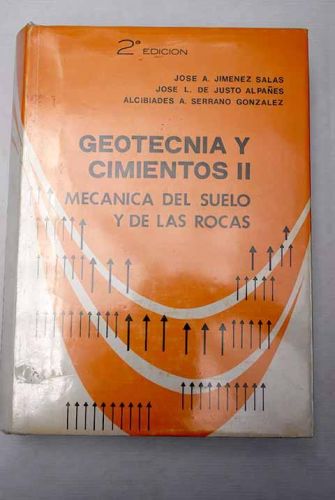 2ª EDICION
JOSE A. JIMENEZ SALAS
JOSE L. DE JUSTO ALPAÑES
ALCIBIADES A. SERRANO GONZALEZ
GEOTECNIA Y
CIMIENTOS II
MECANICA DEL SUELO
Y DE LAS ROCAS